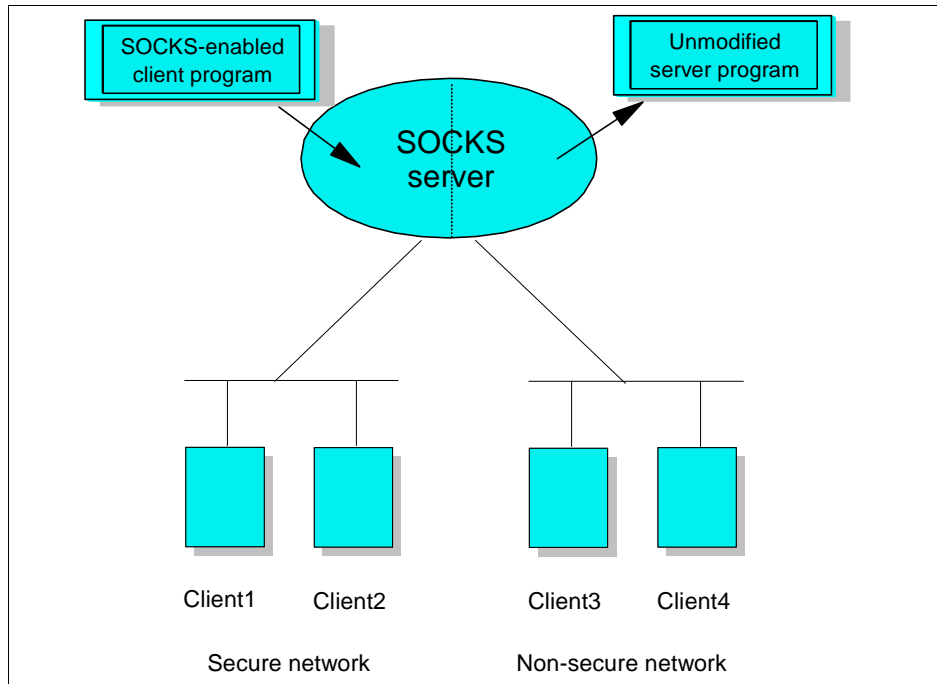 SOCKS-enabled
client program
Unmodified
server program
SOCKS
server
Client1
Client2
Client3
Client4
Secure network
Non-secure network